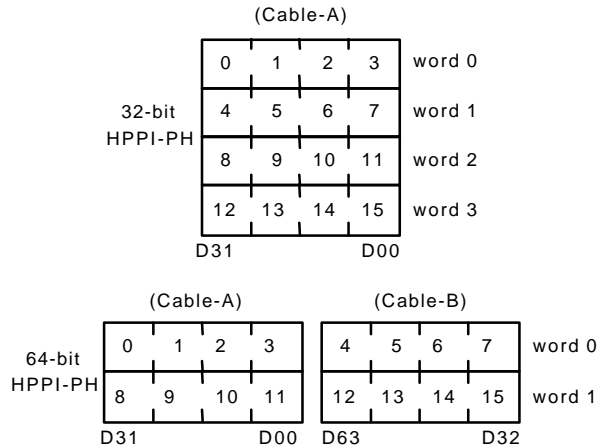 (Cable-A)
0 1 2 3 word 0
4 5 6 7 word 1
32-bit
HPPI-PH
8 9 10 11 word 2
12 13 14 15 word 3
D31 D00
(Cable-A) (Cable-B)
0 1 2 3 4 5 6 7 word 0
64-bit
HPPI-PH
8 9 10 11 12 13 14 15 word 1
D31 D00 D63 D32